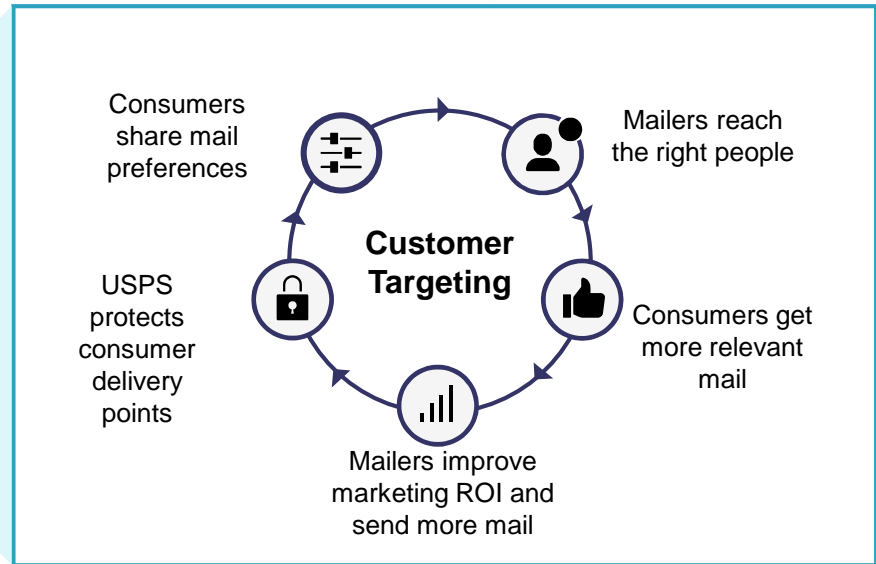 Consumers
share mail
preferences
Mailers reach
the right people
Customer
Targeting
USPS
protects
consumer
delivery
points
Consumers get
more relevant
mail
Mailers improve
marketing ROI and
send more mail